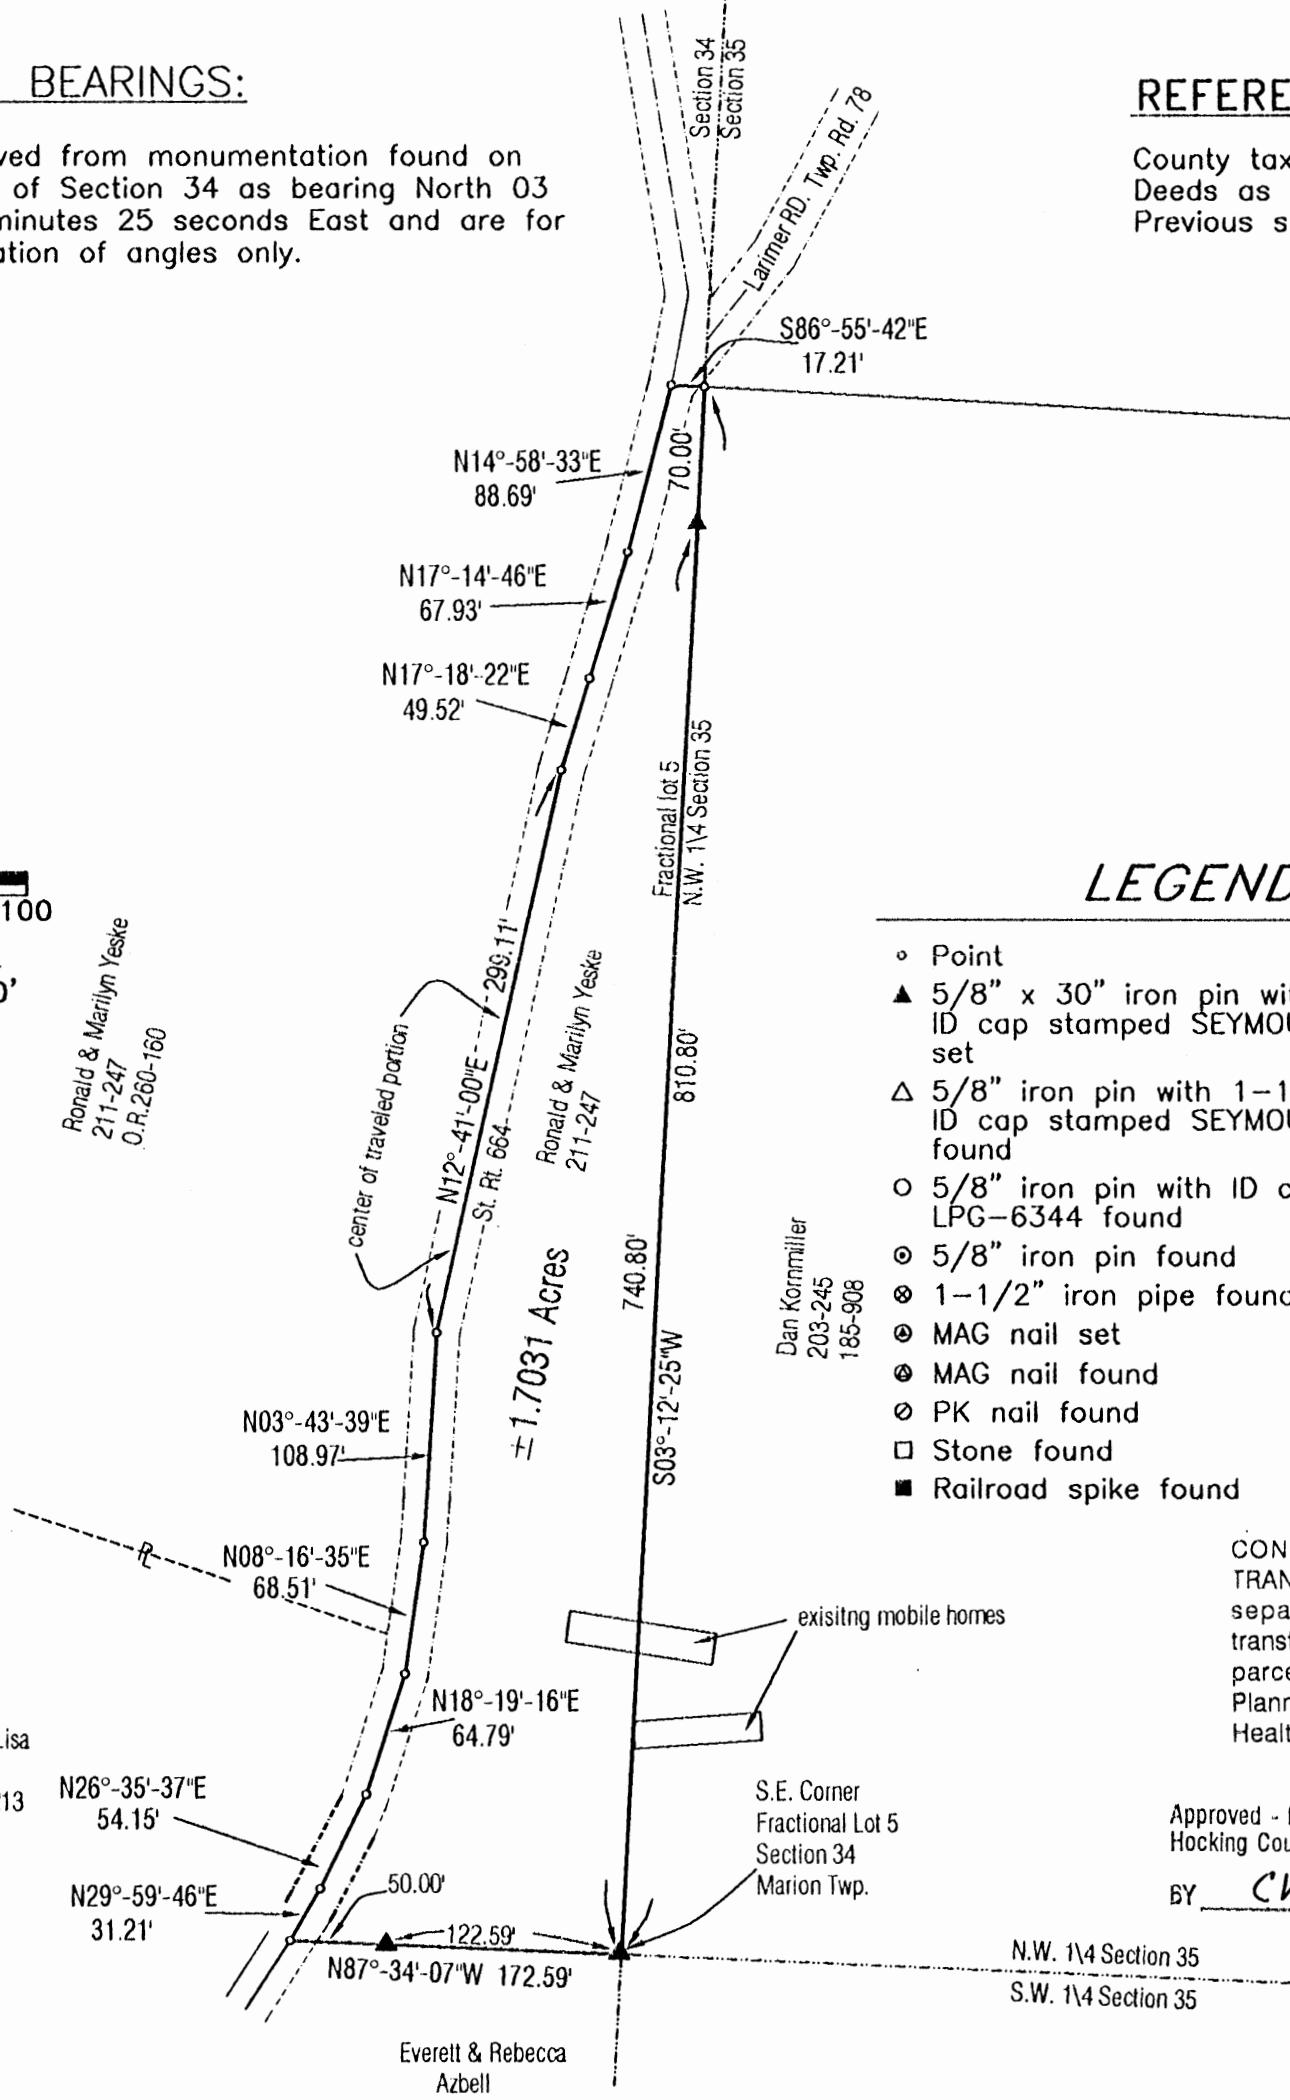 BEARINGS:
ved from monumentation found on
of Section 34 as bearing North 03
minutes 25 seconds East and are for
ation of angles only.
Section 34
Section 35
Larimer RD. Twp. Rd. 78
REFERE
County tax
Deeds as
Previous s
S86°-55'-42"E
17.21'
70.00'
N14°-58'-33"E
88.69'
N17°-14'-46"E
67.93'
N17°-18'-22"E
49.52'
Fractional lot 5
N.W. 1\4 Section 35
100
0'
Ronald & Marilyn Yeske
211-247
O.R.260-160
center of traveled portion
N12°-41'-00"E 299.11'
St. Rt. 664
Ronald & Marilyn Yeske
211-247
810.80'
740.80'
S03°-12'-25"W
±1.7031 Acres
Dan Kornmiller
203-245
185-908
LEGEND
Point
5/8" x 30" iron pin wi
ID cap stamped SEYMOU
set
5/8" iron pin with 1-1
ID cap stamped SEYMOU
found
5/8" iron pin with ID c
LPG-6344 found
5/8" iron pin found
1-1/2" iron pipe found
MAG nail set
MAG nail found
PK nail found
Stone found
Railroad spike found
N03°-43'-39"E
108.97'
PL
N08°-16'-35"E
68.51'
exisitng mobile homes
CON
TRAN
sepa
transf
parce
Plann
Healt
N18°-19'-16"E
64.79'
Lisa
13
N26°-35'-37"E
54.15'
S.E. Corner
Fractional Lot 5
Section 34
Marion Twp.
Approved -
Hocking Cou
BY
N29°-59'-46"E
31.21'
50.00'
122.59'
N87°-34'-07"W 172.59'
N.W. 1\4 Section 35
S.W. 1\4 Section 35
Everett & Rebecca
Azbell